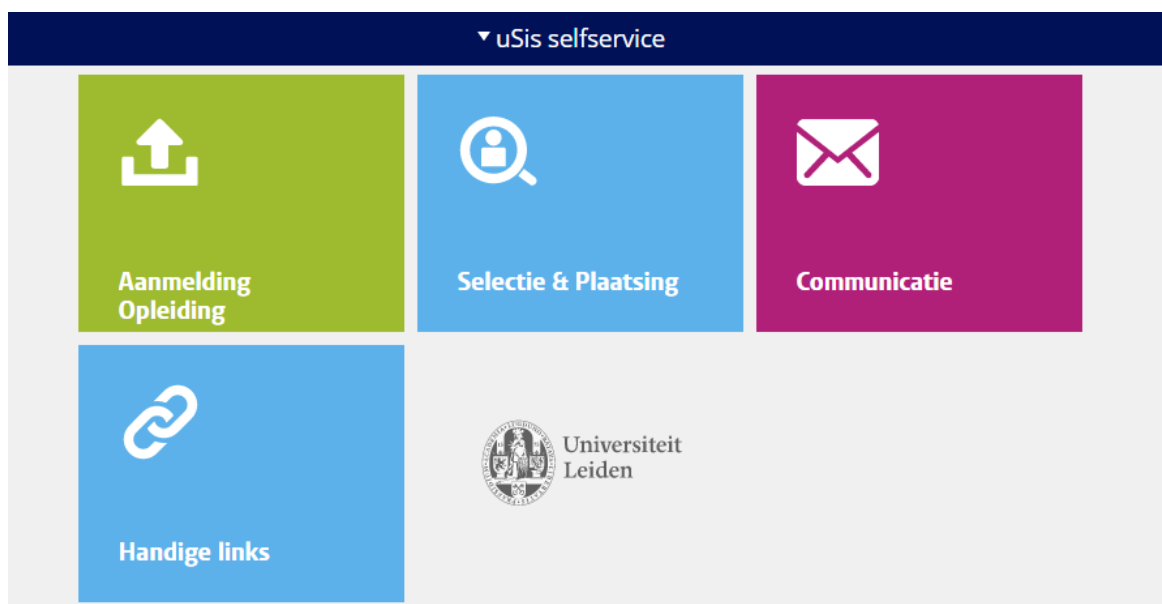 uSis selfservice
Aanmelding
Opleiding
Selectie & Plaatsing
Communicatie
Handige links
Universiteit
Leiden